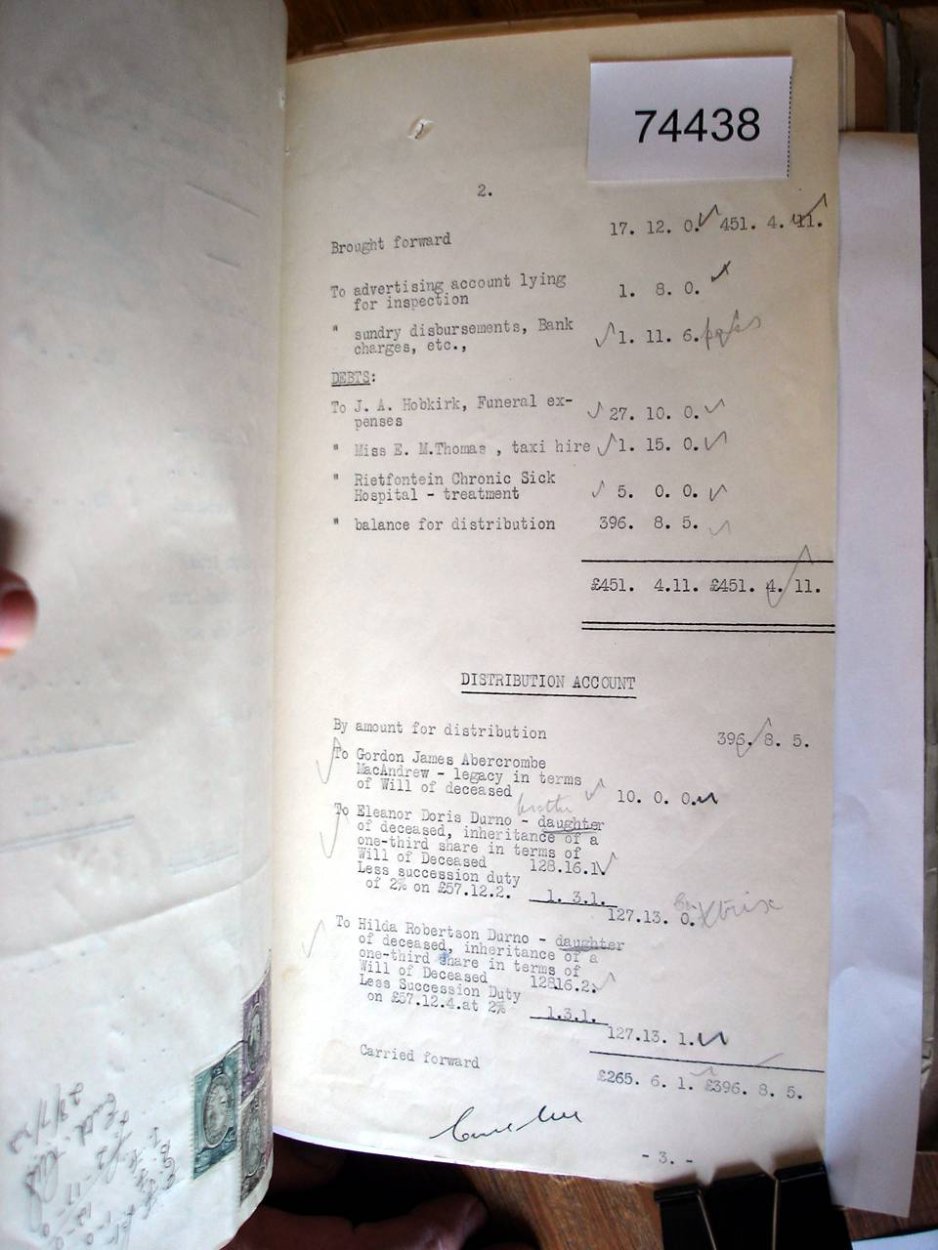 74438
2.
Brought forward 17. 12. 0. 451. 4. 11.
To advertising account lying
for inspection 1. 8. 0.
" sundry disbursements, Bank
charges, etc., 1. 11. 6.
DEBTS:
To J. A. Hobkirk, Funeral ex-
penses 27. 10. 0.
" Miss E. M.Thomas , taxi hire 1. 15. 0.
" Rietfontein Chronic Sick
Hospital - treatment 5. 0. 0.
" balance for distribution 396. 8. 5.
£451. 4.11. £451. 4. 11.
DISTRIBUTION ACCOUNT
By amount for distribution 396. 8. 5.
To Gordon James Abercrombe
MacAndrew - legacy in terms
of Will of deceased 10. 0. 0.
To Eleanor Doris Durno - daughter
of deceased, inheritance of a
one-third share in terms of
Will of Deceased 128.16.1
Less succession duty
of 2% on £57.12.2. 1. 3.1.
127.13. 0.
To Hilda Robertson Durno - daughter
of deceased, inheritance of a
one-third share in terms of
Will of Deceased 12816.2.
Less Succession Duty
on £57.12.4.at 2% 1.3.1.
127.13. 1.
Carried forward £265. 6. 1. £396. 8. 5.
- 3. -